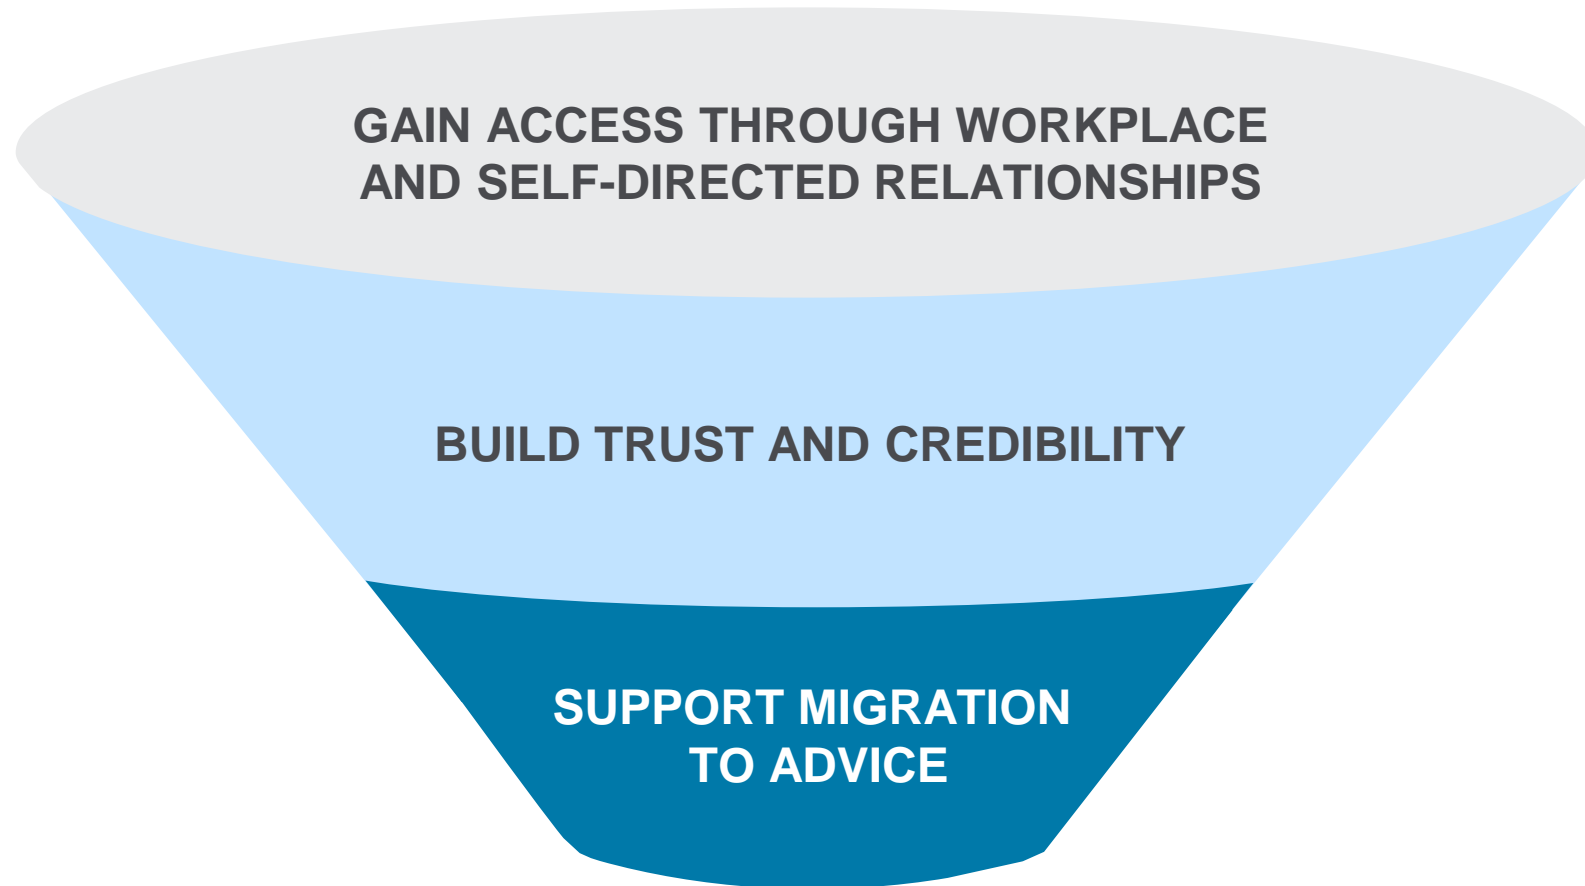 GAIN ACCESS THROUGH WORKPLACE
AND SELF-DIRECTED RELATIONSHIPS
BUILD TRUST AND CREDIBILITY
SUPPORT MIGRATION
TO ADVICE